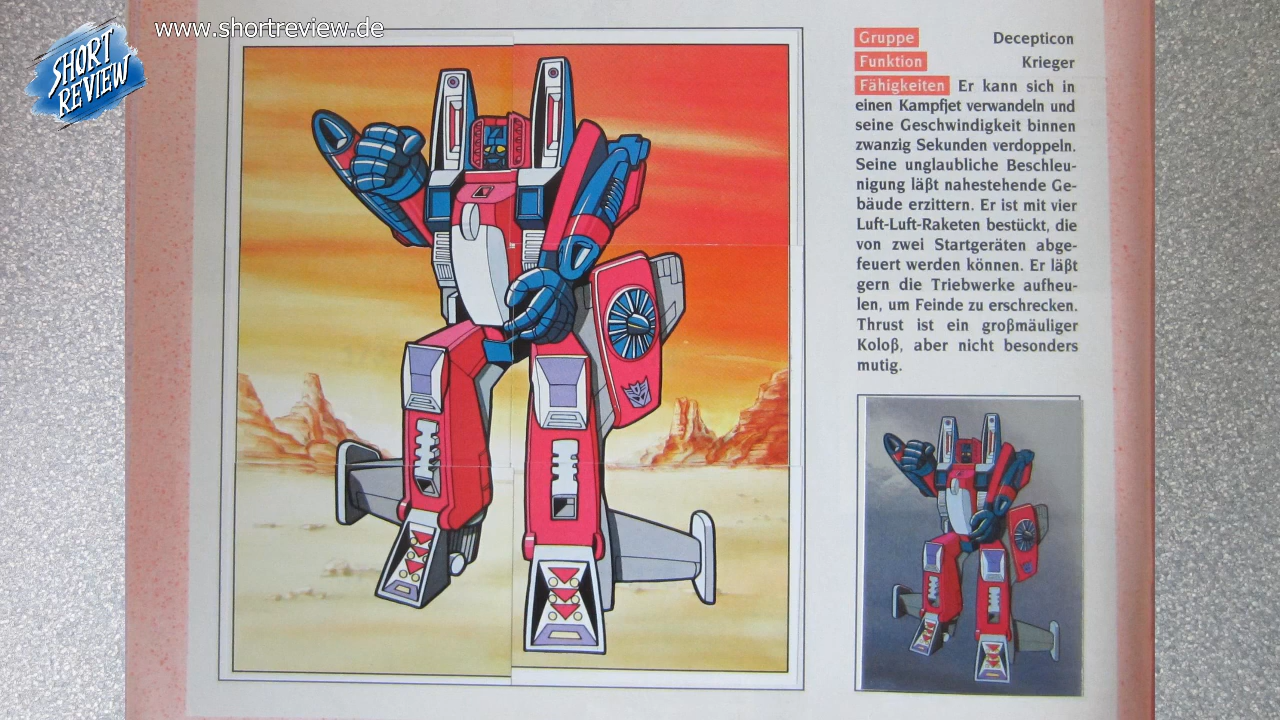 www.shortreview.de
SHORT
REVIEW
Gruppe Decepticon
Funktion Krieger
Fähigkeiten Er kann sich in
einen Kampfjet verwandeln und
seine Geschwindigkeit binnen
zwanzig Sekunden verdoppeln.
Seine unglaubliche Beschleu-
nigung läßt nahestehende Ge-
bäude erzittern. Er ist mit vier
Luft-Luft-Raketen bestückt, die
von zwei Startgeräten abge-
feuert werden können. Er läßt
gern die Triebwerke aufheu-
len, um Feinde zu erschrecken.
Thrust ist ein großmäuliger
Koloß, aber nicht besonders
mutig.